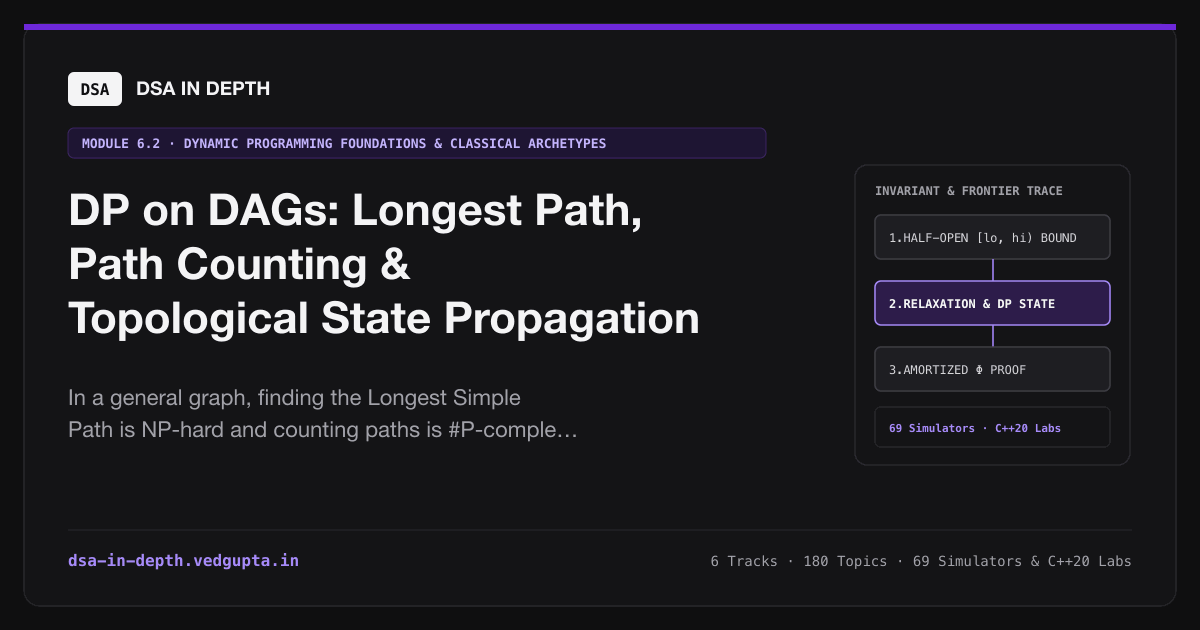 DSA
DSA IN DEPTH
MODULE 6.2 · DYNAMIC PROGRAMMING FOUNDATIONS & CLASSICAL ARCHETYPES
DP on DAGs: Longest Path,
Path Counting &
Topological State Propagation
In a general graph, finding the Longest Simple
Path is NP-hard and counting paths is #P-comple…
INVARIANT & FRONTIER TRACE
1.HALF-OPEN [lo, hi) BOUND
2.RELAXATION & DP STATE
3.AMORTIZED Φ PROOF
69 Simulators · C++20 Labs
dsa-in-depth.vedgupta.in
6 Tracks · 180 Topics · 69 Simulators & C++20 Labs